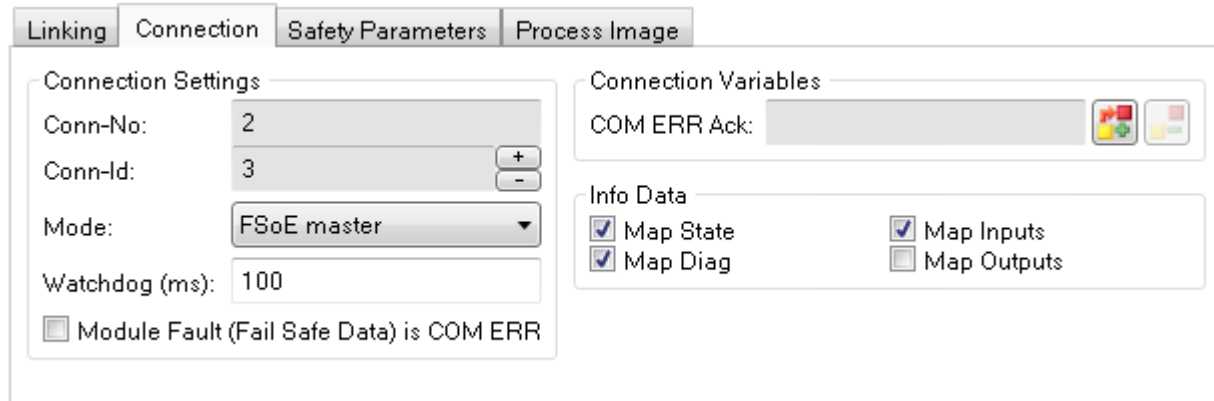 Linking Connection Safety Parameters Process Image
Connection Settings
Conn-No: 2
Conn-Id: 3
+
-
Mode: FSoE master
Watchdog (ms): 100
Module Fault (Fail Safe Data) is COM ERR
Connection Variables
COM ERR Ack:
Info Data
Map State Map Inputs
Map Diag Map Outputs